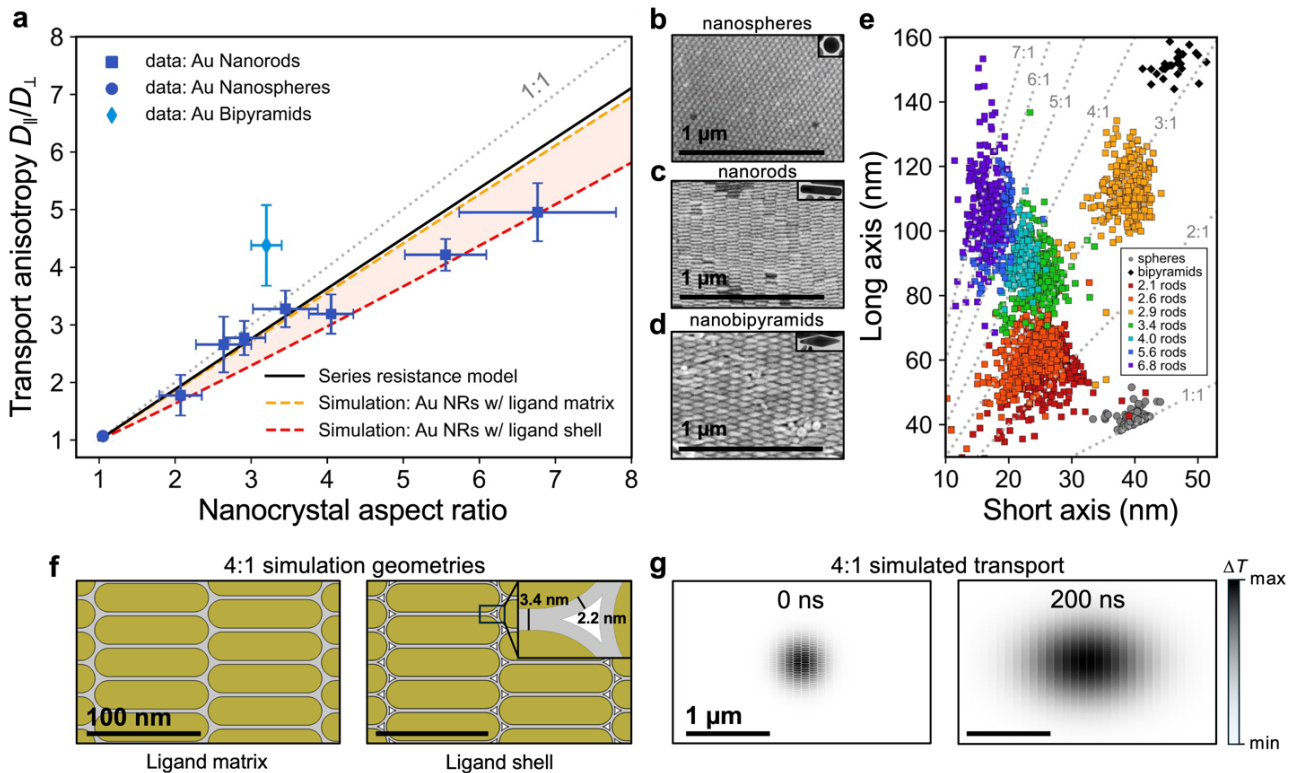 a
Transport anisotropy D∥/D⊥
8
7
6
5
4
3
2
1
1:1
data: Au Nanorods
data: Au Nanospheres
data: Au Bipyramids
Series resistance model
Simulation: Au NRs w/ ligand matrix
Simulation: Au NRs w/ ligand shell
1 2 3 4 5 6 7 8
Nanocrystal aspect ratio
b
nanospheres
1 μm
c
nanorods
1 μm
d
nanobipyramids
1 μm
e
Long axis (nm)
160
140
120
100
80
60
40
7:1
6:1
5:1
4:1
3:1
2:1
1:1
spheres
bipyramids
2.1 rods
2.6 rods
2.9 rods
3.4 rods
4.0 rods
5.6 rods
6.8 rods
10 20 30 40 50
Short axis (nm)
f
4:1 simulation geometries
100 nm
Ligand matrix
3.4 nm
2.2 nm
Ligand shell
g
4:1 simulated transport
0 ns
1 μm
200 ns
ΔT
max
min